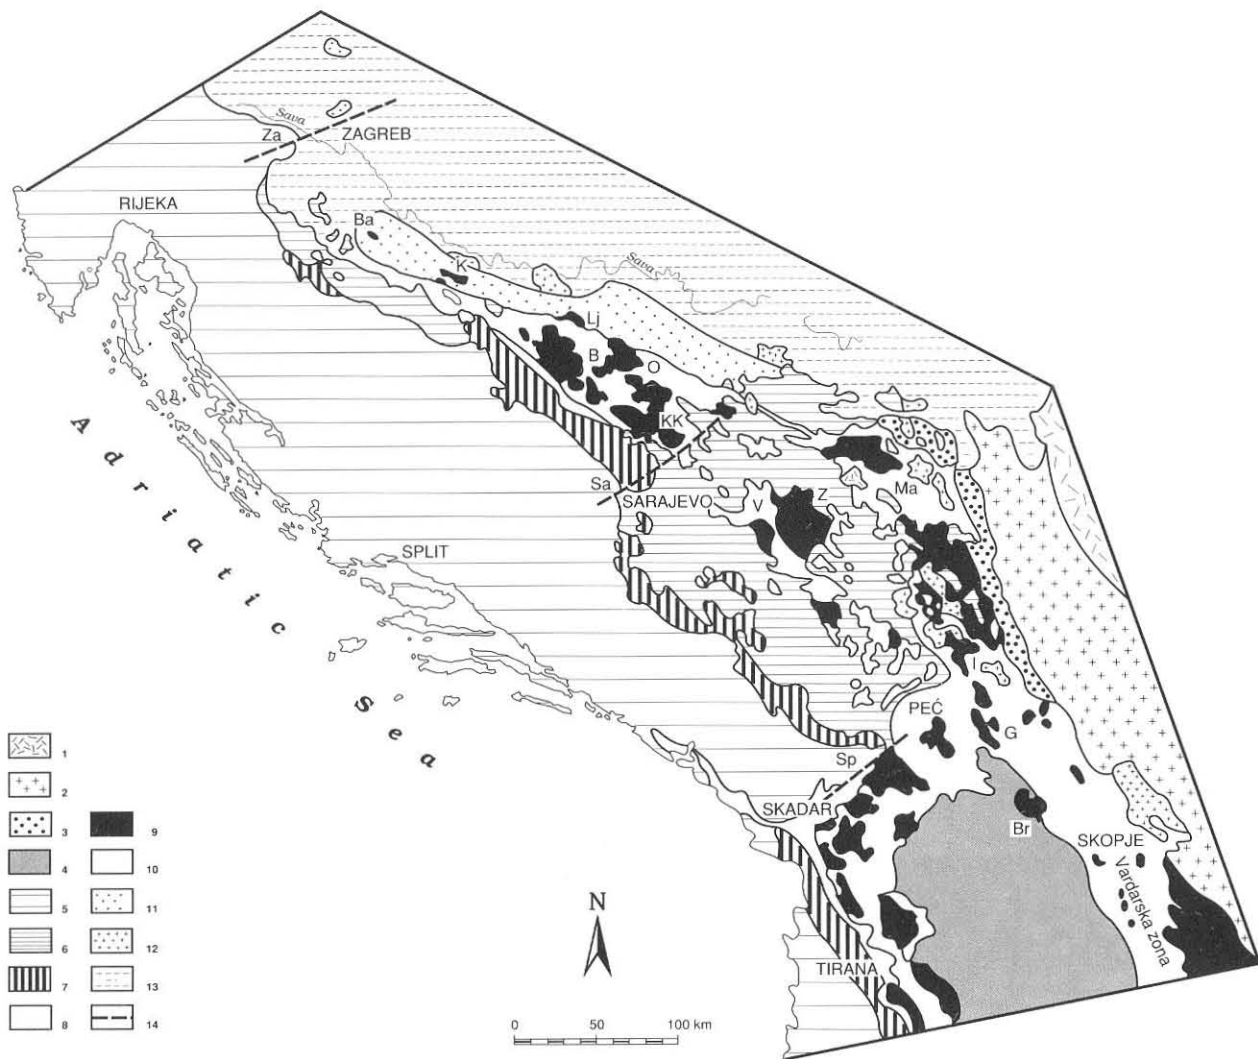 Sava
Za
ZAGREB
RIJEKA
Ba
K
Sava
Lj
B
O
KK
Sa
SARAJEVO
V
Z
Ma
SPLIT
Adriatic Sea
I
PEĆ
G
Sp
SKADAR
Br
SKOPJE
Vardarska zona
TIRANA
N
0 50 100 km
1
2
3
4
5
6
7
8
9
10
11
12
13
14